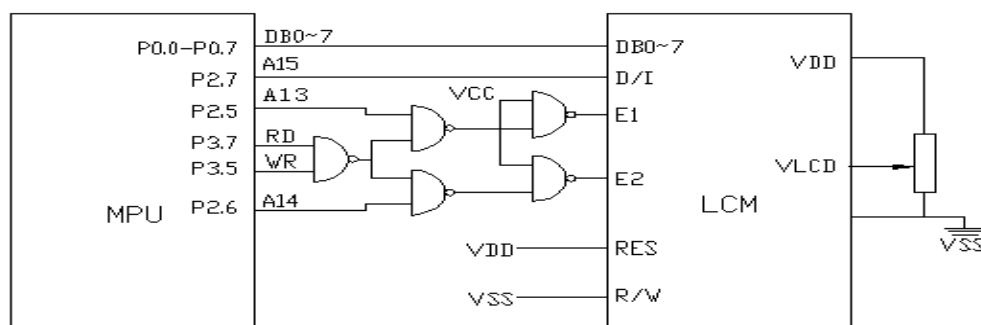 P0.0-P0.7 DB0~7 DB0~7
VDD
P2.7 A15 D/I
P2.5 A13 VCC E1
P3.7 RD
P3.5 WR E2 VLCD
P2.6 A14
MPU LCM
VDD RES VSS
VSS R/W